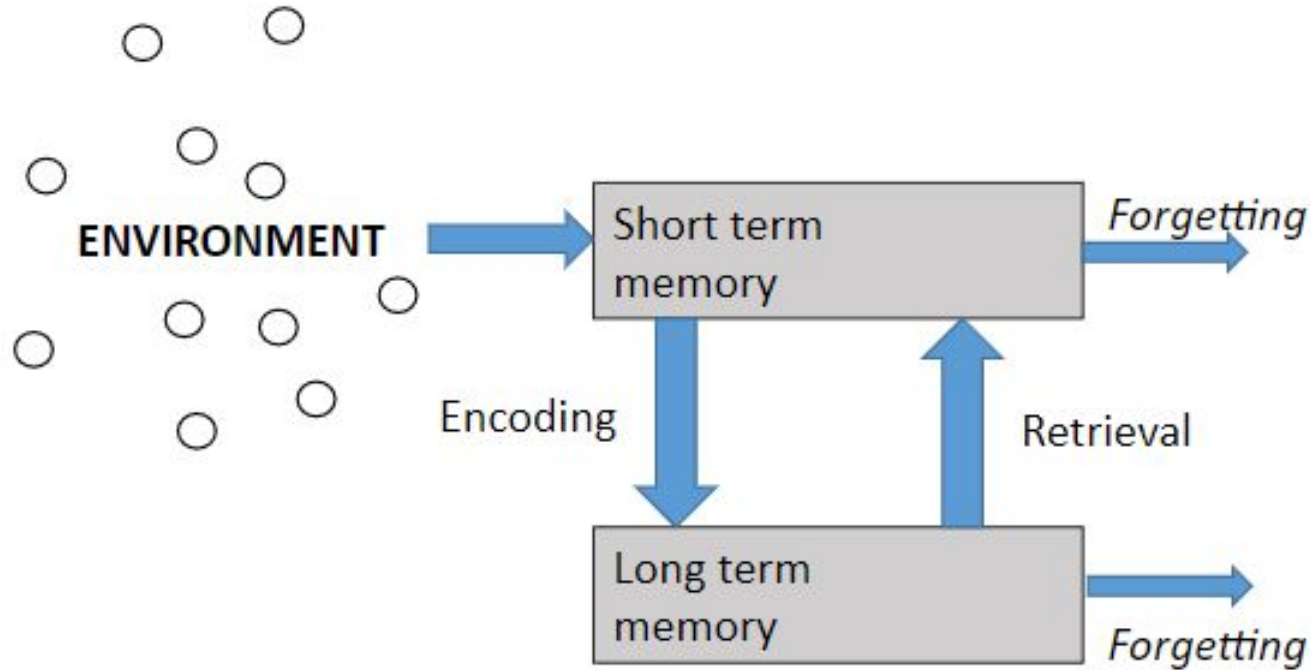 ENVIRONMENT
Short term
memory
Forgetting
Encoding
Retrieval
Long term
memory
Forgetting